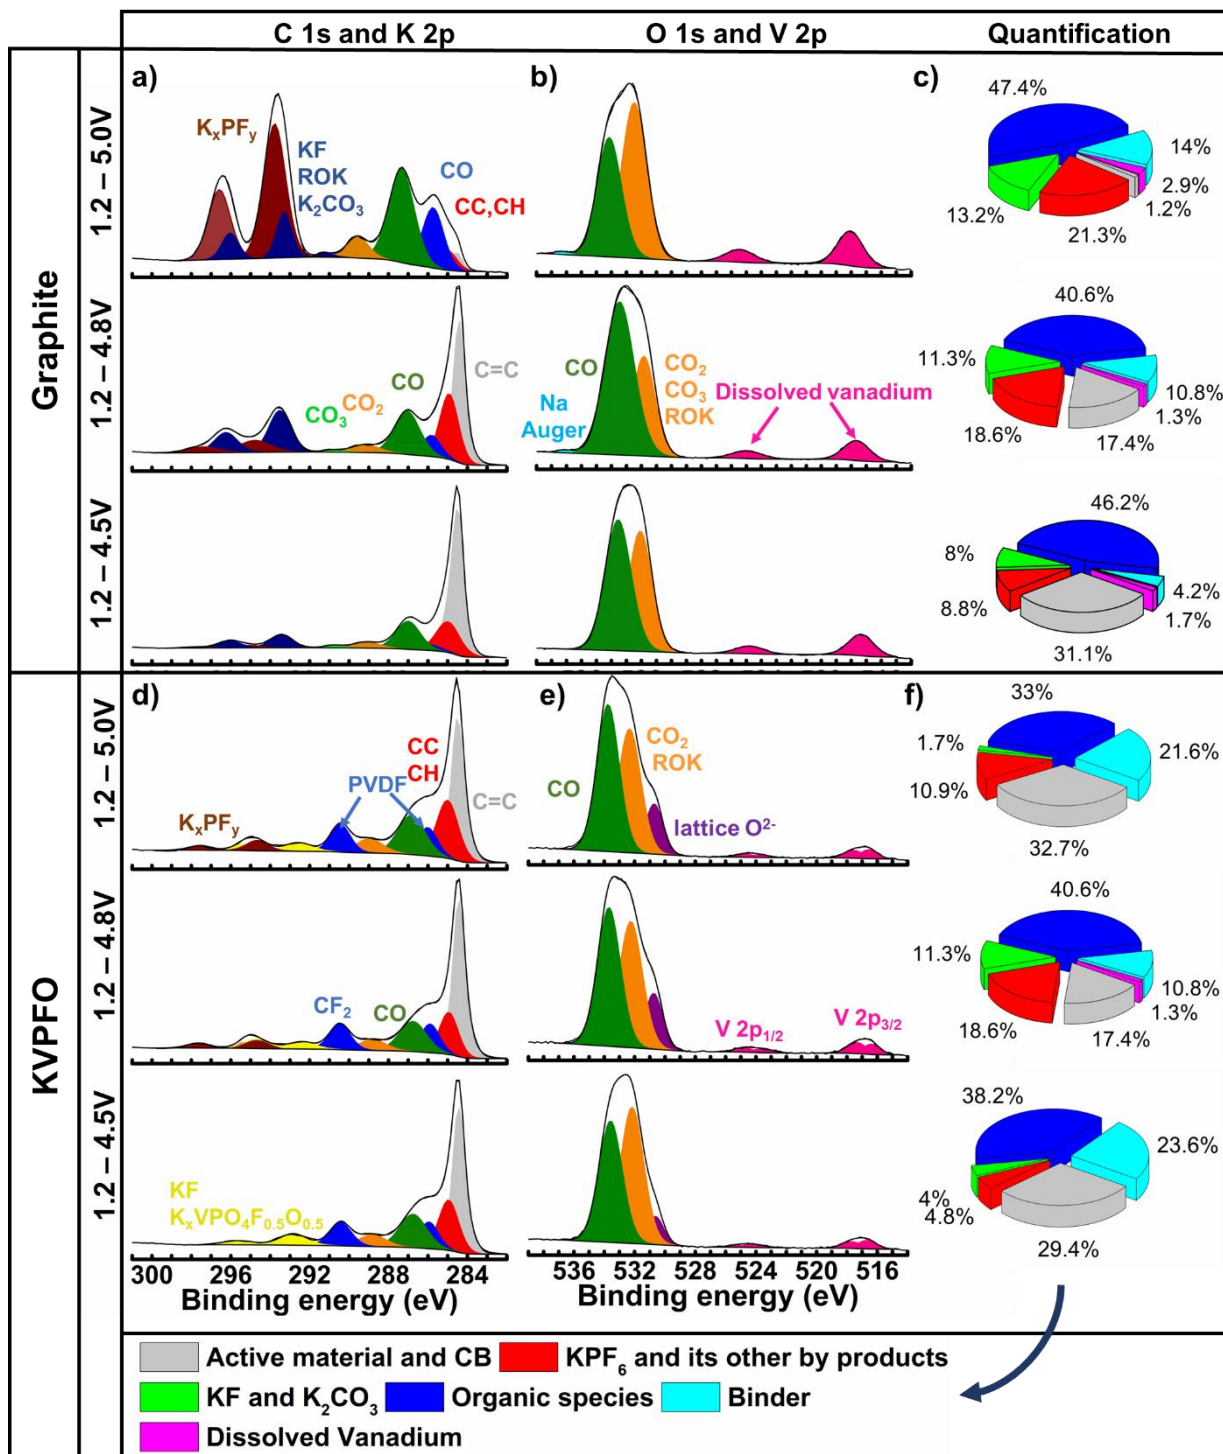 C 1s and K 2p
O 1s and V 2p
Quantification
Graphite
1.2 – 5.0V
a)
KₓPFᵧ
KF
ROK
K₂CO₃
CO
CC,CH
b)
c)
47.4%
14%
2.9%
1.2%
21.3%
13.2%
1.2 – 4.8V
CO₃
CO₂
CO
C=C
Na
Auger
CO
CO₂
CO₃
ROK
Dissolved vanadium
40.6%
11.3%
10.8%
1.3%
17.4%
18.6%
1.2 – 4.5V
46.2%
8%
4.2%
1.7%
8.8%
31.1%
KVPFO
1.2 – 5.0V
d)
KₓPFᵧ
PVDF
CC
CH
C=C
e)
CO
CO₂
ROK
lattice O²⁻
f)
33%
1.7%
21.6%
10.9%
32.7%
1.2 – 4.8V
CF₂
CO
V 2p₁/₂
V 2p₃/₂
40.6%
11.3%
10.8%
1.3%
17.4%
18.6%
1.2 – 4.5V
KF
KₓVPO₄F₀.₅O₀.₅
38.2%
23.6%
4%
4.8%
29.4%
300 296 292 288 284
Binding energy (eV)
536 532 528 524 520 516
Binding energy (eV)
Active material and CB
KPF₆ and its other by products
KF and K₂CO₃
Organic species
Binder
Dissolved Vanadium